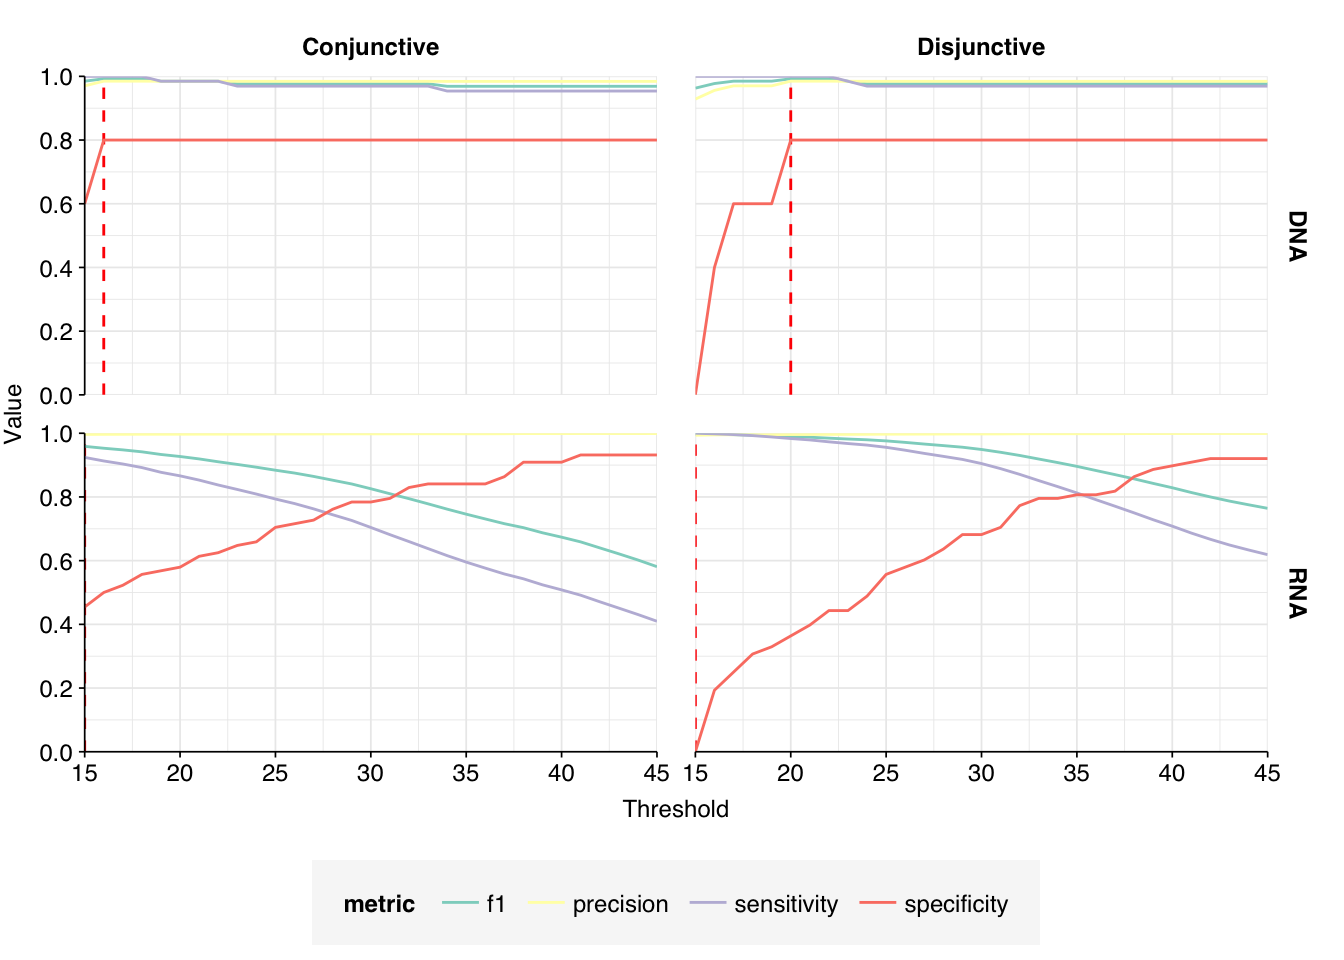 Conjunctive
Disjunctive
1.0
0.8
0.6
0.4
0.2
0.0
DNA
Value
1.0
0.8
0.6
0.4
0.2
0.0
RNA
15 20 25 30 35 40 45
15 20 25 30 35 40 45
Threshold
metric f1 precision sensitivity specificity